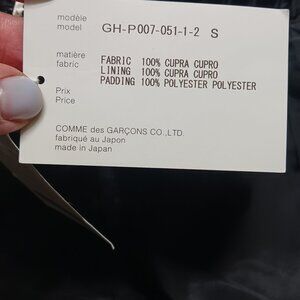 modèle
model GH-P007-051-1-2 S
matière
fabric FABRIC 100% CUPRA CUPRO
LINING 100% CUPRA CUPRO
PADDING 100% POLYESTER POLYESTER
Prix
Price
COMME des GARÇONS CO.,LTD.
fabriqué au Japon
made in Japan